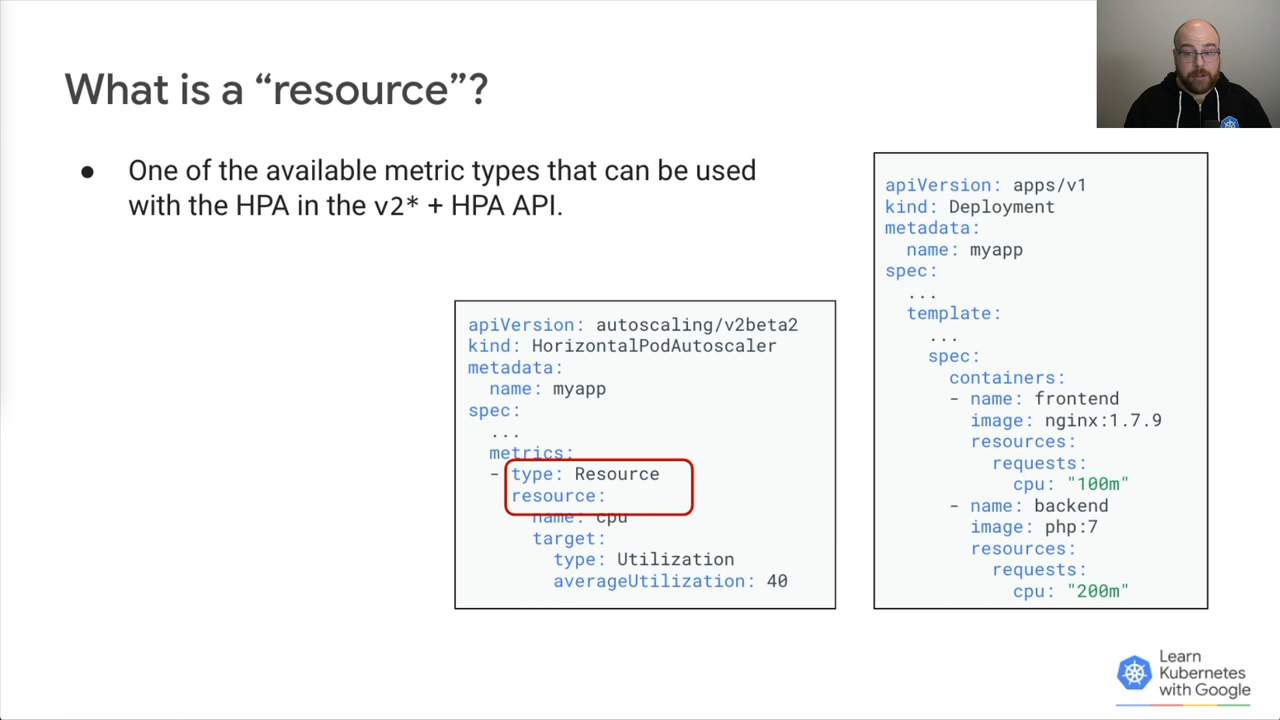 What is a “resource”?
● One of the available metric types that can be used
with the HPA in the v2* + HPA API.
apiVersion: autoscaling/v2beta2
kind: HorizontalPodAutoscaler
metadata:
  name: myapp
spec:
  ...
  metrics:
  - type: Resource
    resource:
      name: cpu
      target:
        type: Utilization
        averageUtilization: 40
apiVersion: apps/v1
kind: Deployment
metadata:
  name: myapp
spec:
  ...
  template:
    ...
    spec:
      containers:
      - name: frontend
        image: nginx:1.7.9
        resources:
          requests:
            cpu: "100m"
      - name: backend
        image: php:7
        resources:
          requests:
            cpu: "200m"
Learn
Kubernetes
with Google